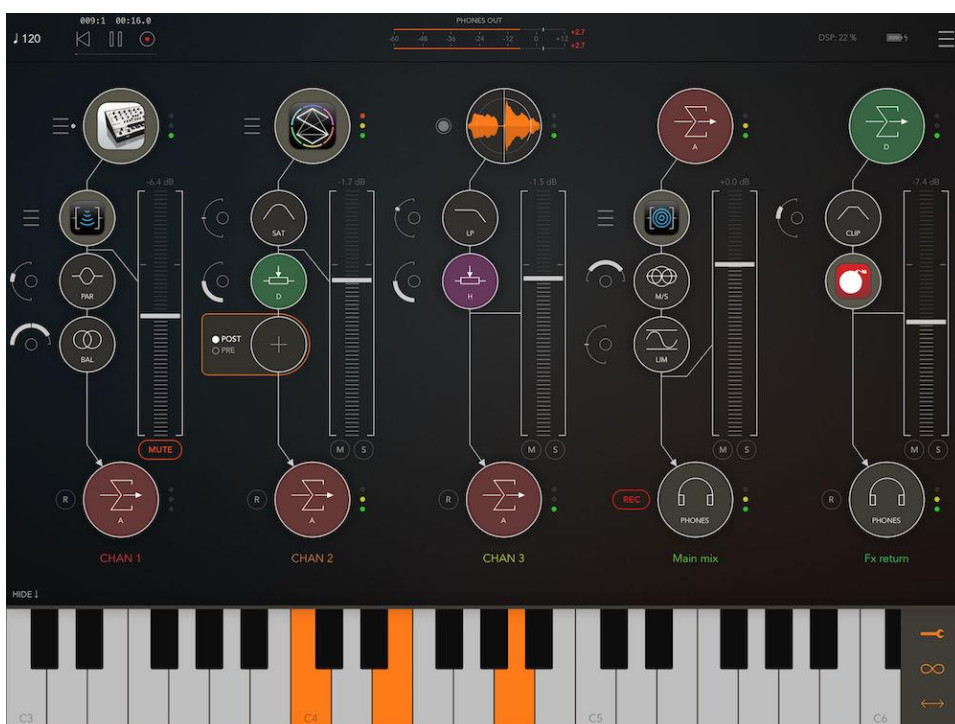 009:1 00:16.0
♩ 120
PHONES OUT
-60 -48 -36 -24 -12 0 +12
+2.7
+2.7
DSP: 22 %
-6.4 dB
-1.7 dB
-1.5 dB
+0.0 dB
-7.4 dB
A
D
SAT
LP
CLIP
PAR
D
H
M/S
BAL
POST
PRE
LIM
MUTE
M S
M S
M S
M S
R
A
R
A
R
A
REC
PHONES
R
PHONES
CHAN 1
CHAN 2
CHAN 3
Main mix
Fx return
HIDE
C3
C4
C5
C6